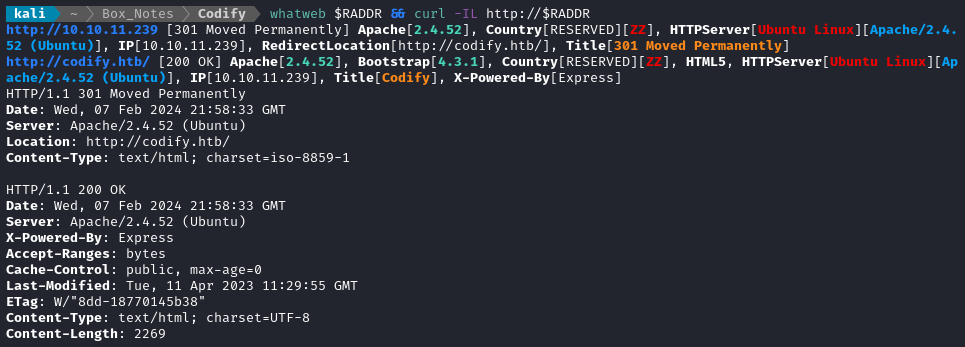 kali ~ Box_Notes Codify whatweb $RADDR && curl -IL http://$RADDR
http://10.10.11.239 [301 Moved Permanently] Apache[2.4.52], Country[RESERVED][ZZ], HTTPServer[Ubuntu Linux][Apache/2.4.
52 (Ubuntu)], IP[10.10.11.239], RedirectLocation[http://codify.htb/], Title[301 Moved Permanently]
http://codify.htb/ [200 OK] Apache[2.4.52], Bootstrap[4.3.1], Country[RESERVED][ZZ], HTML5, HTTPServer[Ubuntu Linux][Ap
ache/2.4.52 (Ubuntu)], IP[10.10.11.239], Title[Codify], X-Powered-By[Express]
HTTP/1.1 301 Moved Permanently
Date: Wed, 07 Feb 2024 21:58:33 GMT
Server: Apache/2.4.52 (Ubuntu)
Location: http://codify.htb/
Content-Type: text/html; charset=iso-8859-1

HTTP/1.1 200 OK
Date: Wed, 07 Feb 2024 21:58:33 GMT
Server: Apache/2.4.52 (Ubuntu)
X-Powered-By: Express
Accept-Ranges: bytes
Cache-Control: public, max-age=0
Last-Modified: Tue, 11 Apr 2023 11:29:55 GMT
ETag: W/"8dd-18770145b38"
Content-Type: text/html; charset=UTF-8
Content-Length: 2269